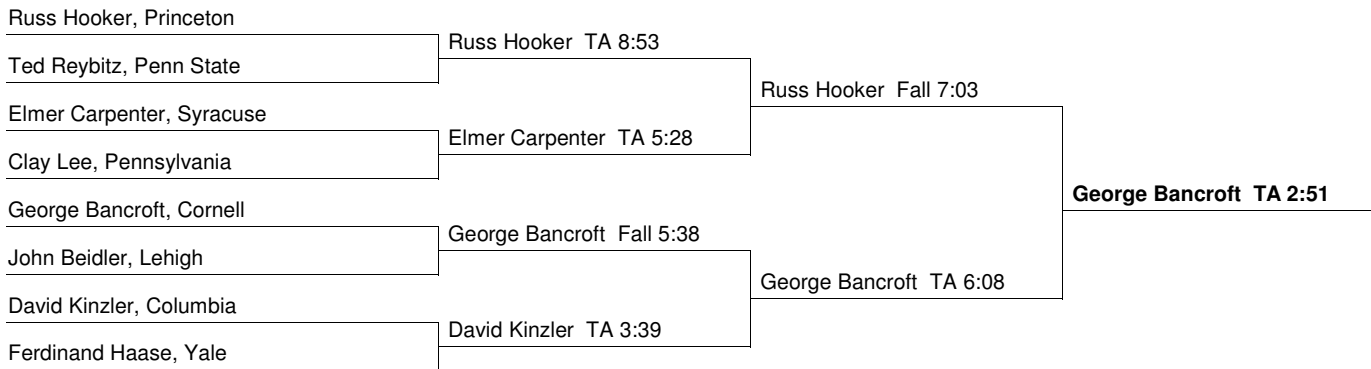 Russ Hooker, Princeton
Russ Hooker  TA 8:53
Ted Reybitz, Penn State
Russ Hooker  Fall 7:03
Elmer Carpenter, Syracuse
Elmer Carpenter  TA 5:28
Clay Lee, Pennsylvania
George Bancroft  TA 2:51
George Bancroft, Cornell
George Bancroft  Fall 5:38
John Beidler, Lehigh
George Bancroft  TA 6:08
David Kinzler, Columbia
David Kinzler  TA 3:39
Ferdinand Haase, Yale